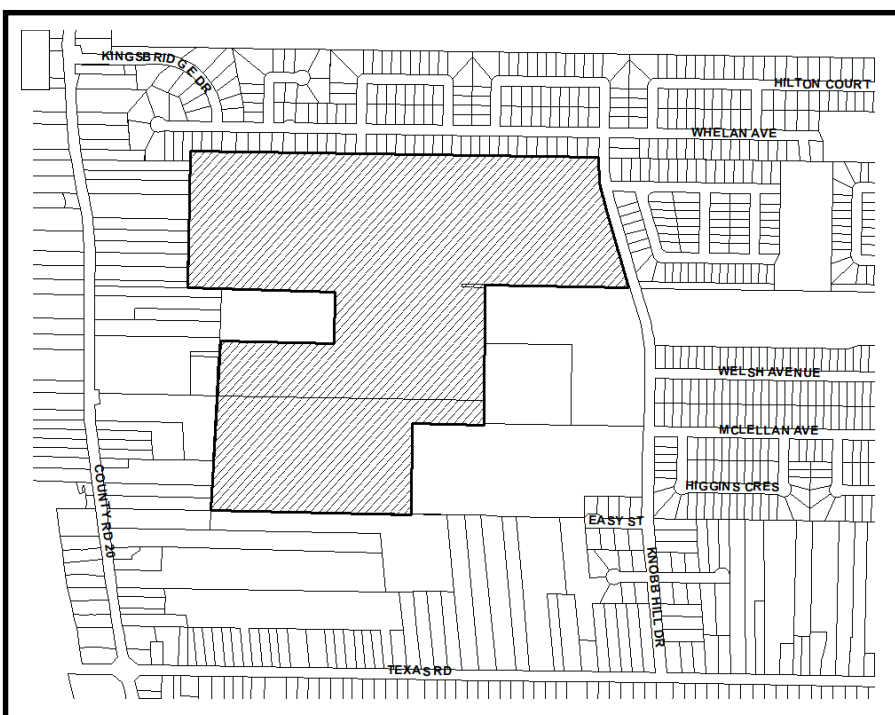 KINGSBRIDGE DR
HILTON COURT
WHELAN AVE
WELSH AVENUE
MCLELLAN AVE
COUNTY RD 20
HIGGINS CRES
EASY ST
KNOBB HILL DR
TEXAS RD